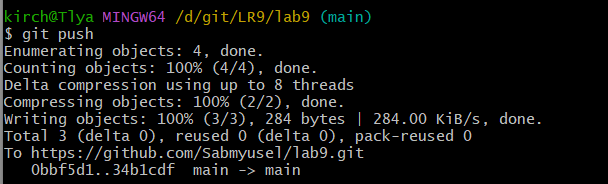 kirch@Tlya MINGW64 /d/git/LR9/lab9 (main)
$ git push
Enumerating objects: 4, done.
Counting objects: 100% (4/4), done.
Delta compression using up to 8 threads
Compressing objects: 100% (2/2), done.
Writing objects: 100% (3/3), 284 bytes | 284.00 KiB/s, done.
Total 3 (delta 0), reused 0 (delta 0), pack-reused 0
To https://github.com/Sabmyusel/lab9.git
   0bbf5d1..34b1cdf  main -> main